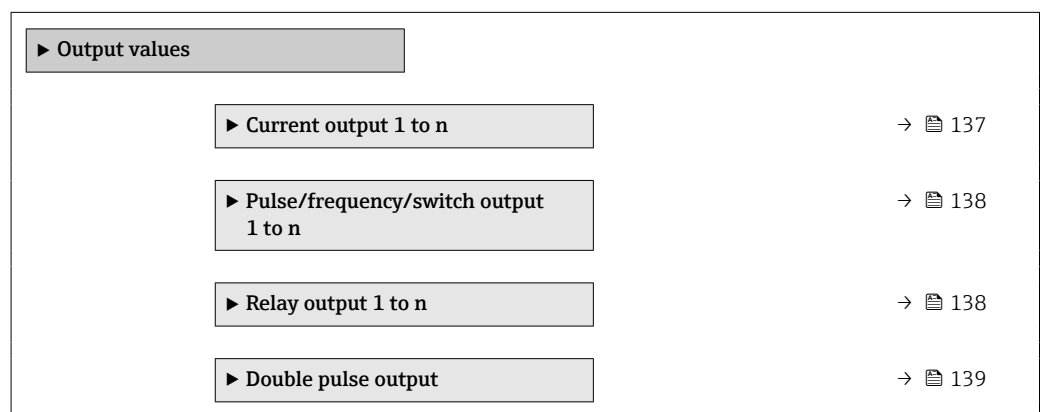 ▶ Output values
▶ Current output 1 to n → 137
▶ Pulse/frequency/switch output → 138
1 to n
▶ Relay output 1 to n → 138
▶ Double pulse output → 139